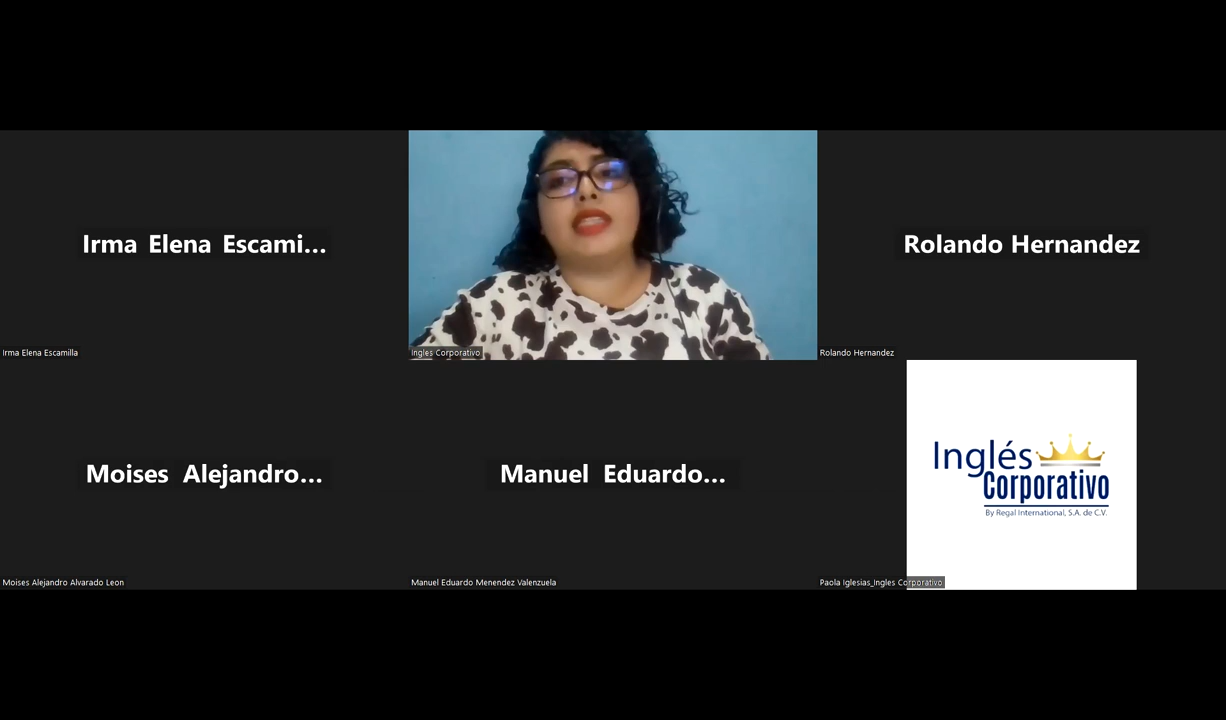 Irma Elena Escami...
Rolando Hernandez
Irma Elena Escamilla
Ingles Corporativo
Rolando Hernandez
Moises Alejandro...
Manuel Eduardo...
Inglés
Corporativo
By Regal International, S.A. de C.V.
Moises Alejandro Alvarado Leon
Manuel Eduardo Menendez Valenzuela
Paola Iglesias_Ingles Corporativo